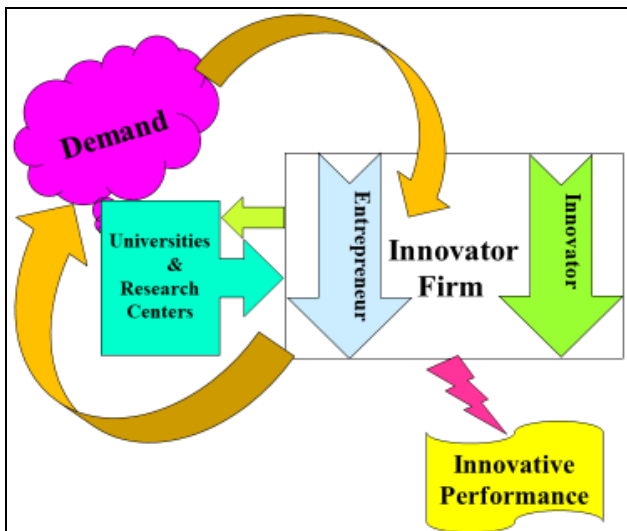 Demand
Universities
&
Research
Centers
Entrepreneur
Innovator
Firm
Innovator
Innovative
Performance